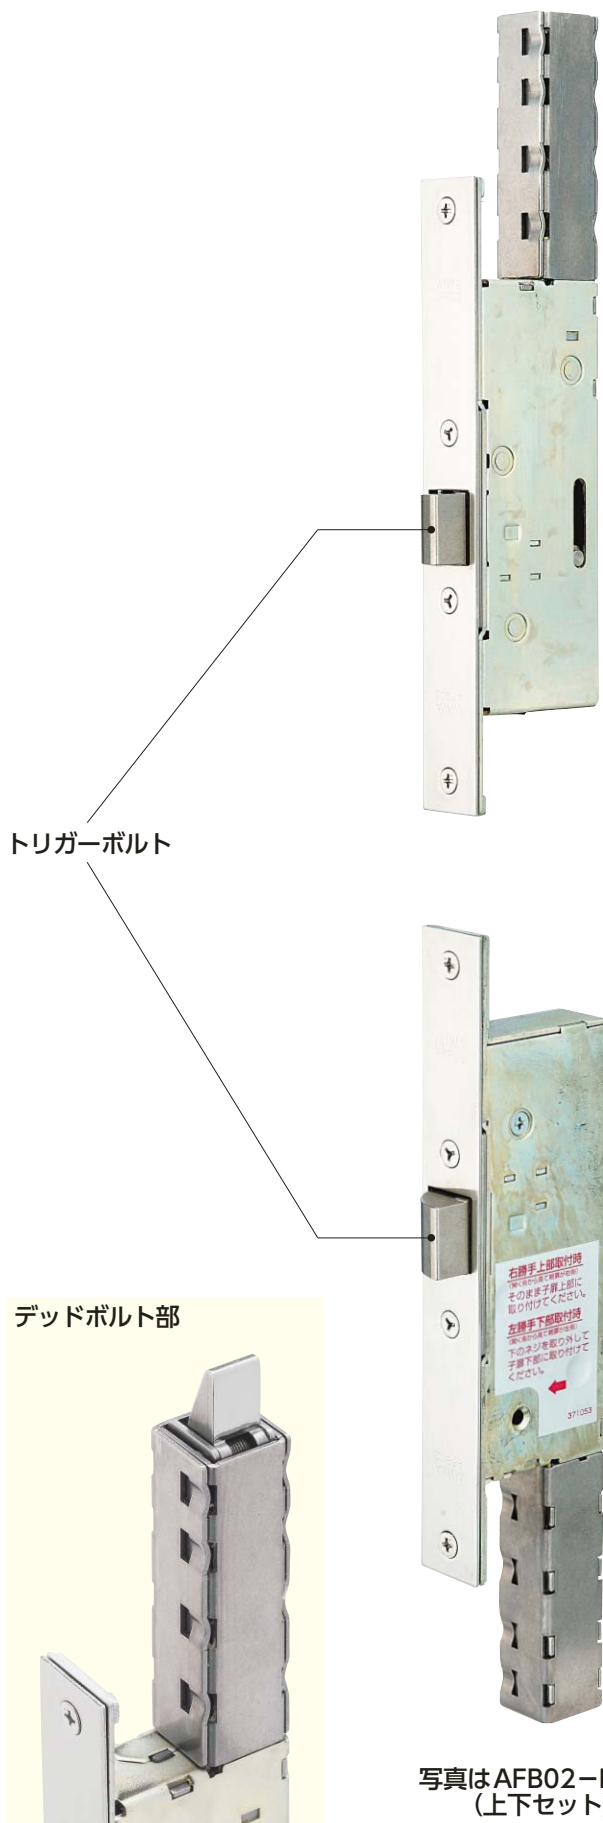 トリガーボルト
右勝手上部取付時
そのまま子扉上部に
取り付けてください。
左勝手下部取付時
下のネジを取り外して
子扉下部に取り付けて
ください。
371053
デッドボルト部
写真はAFB02-
(上下セット